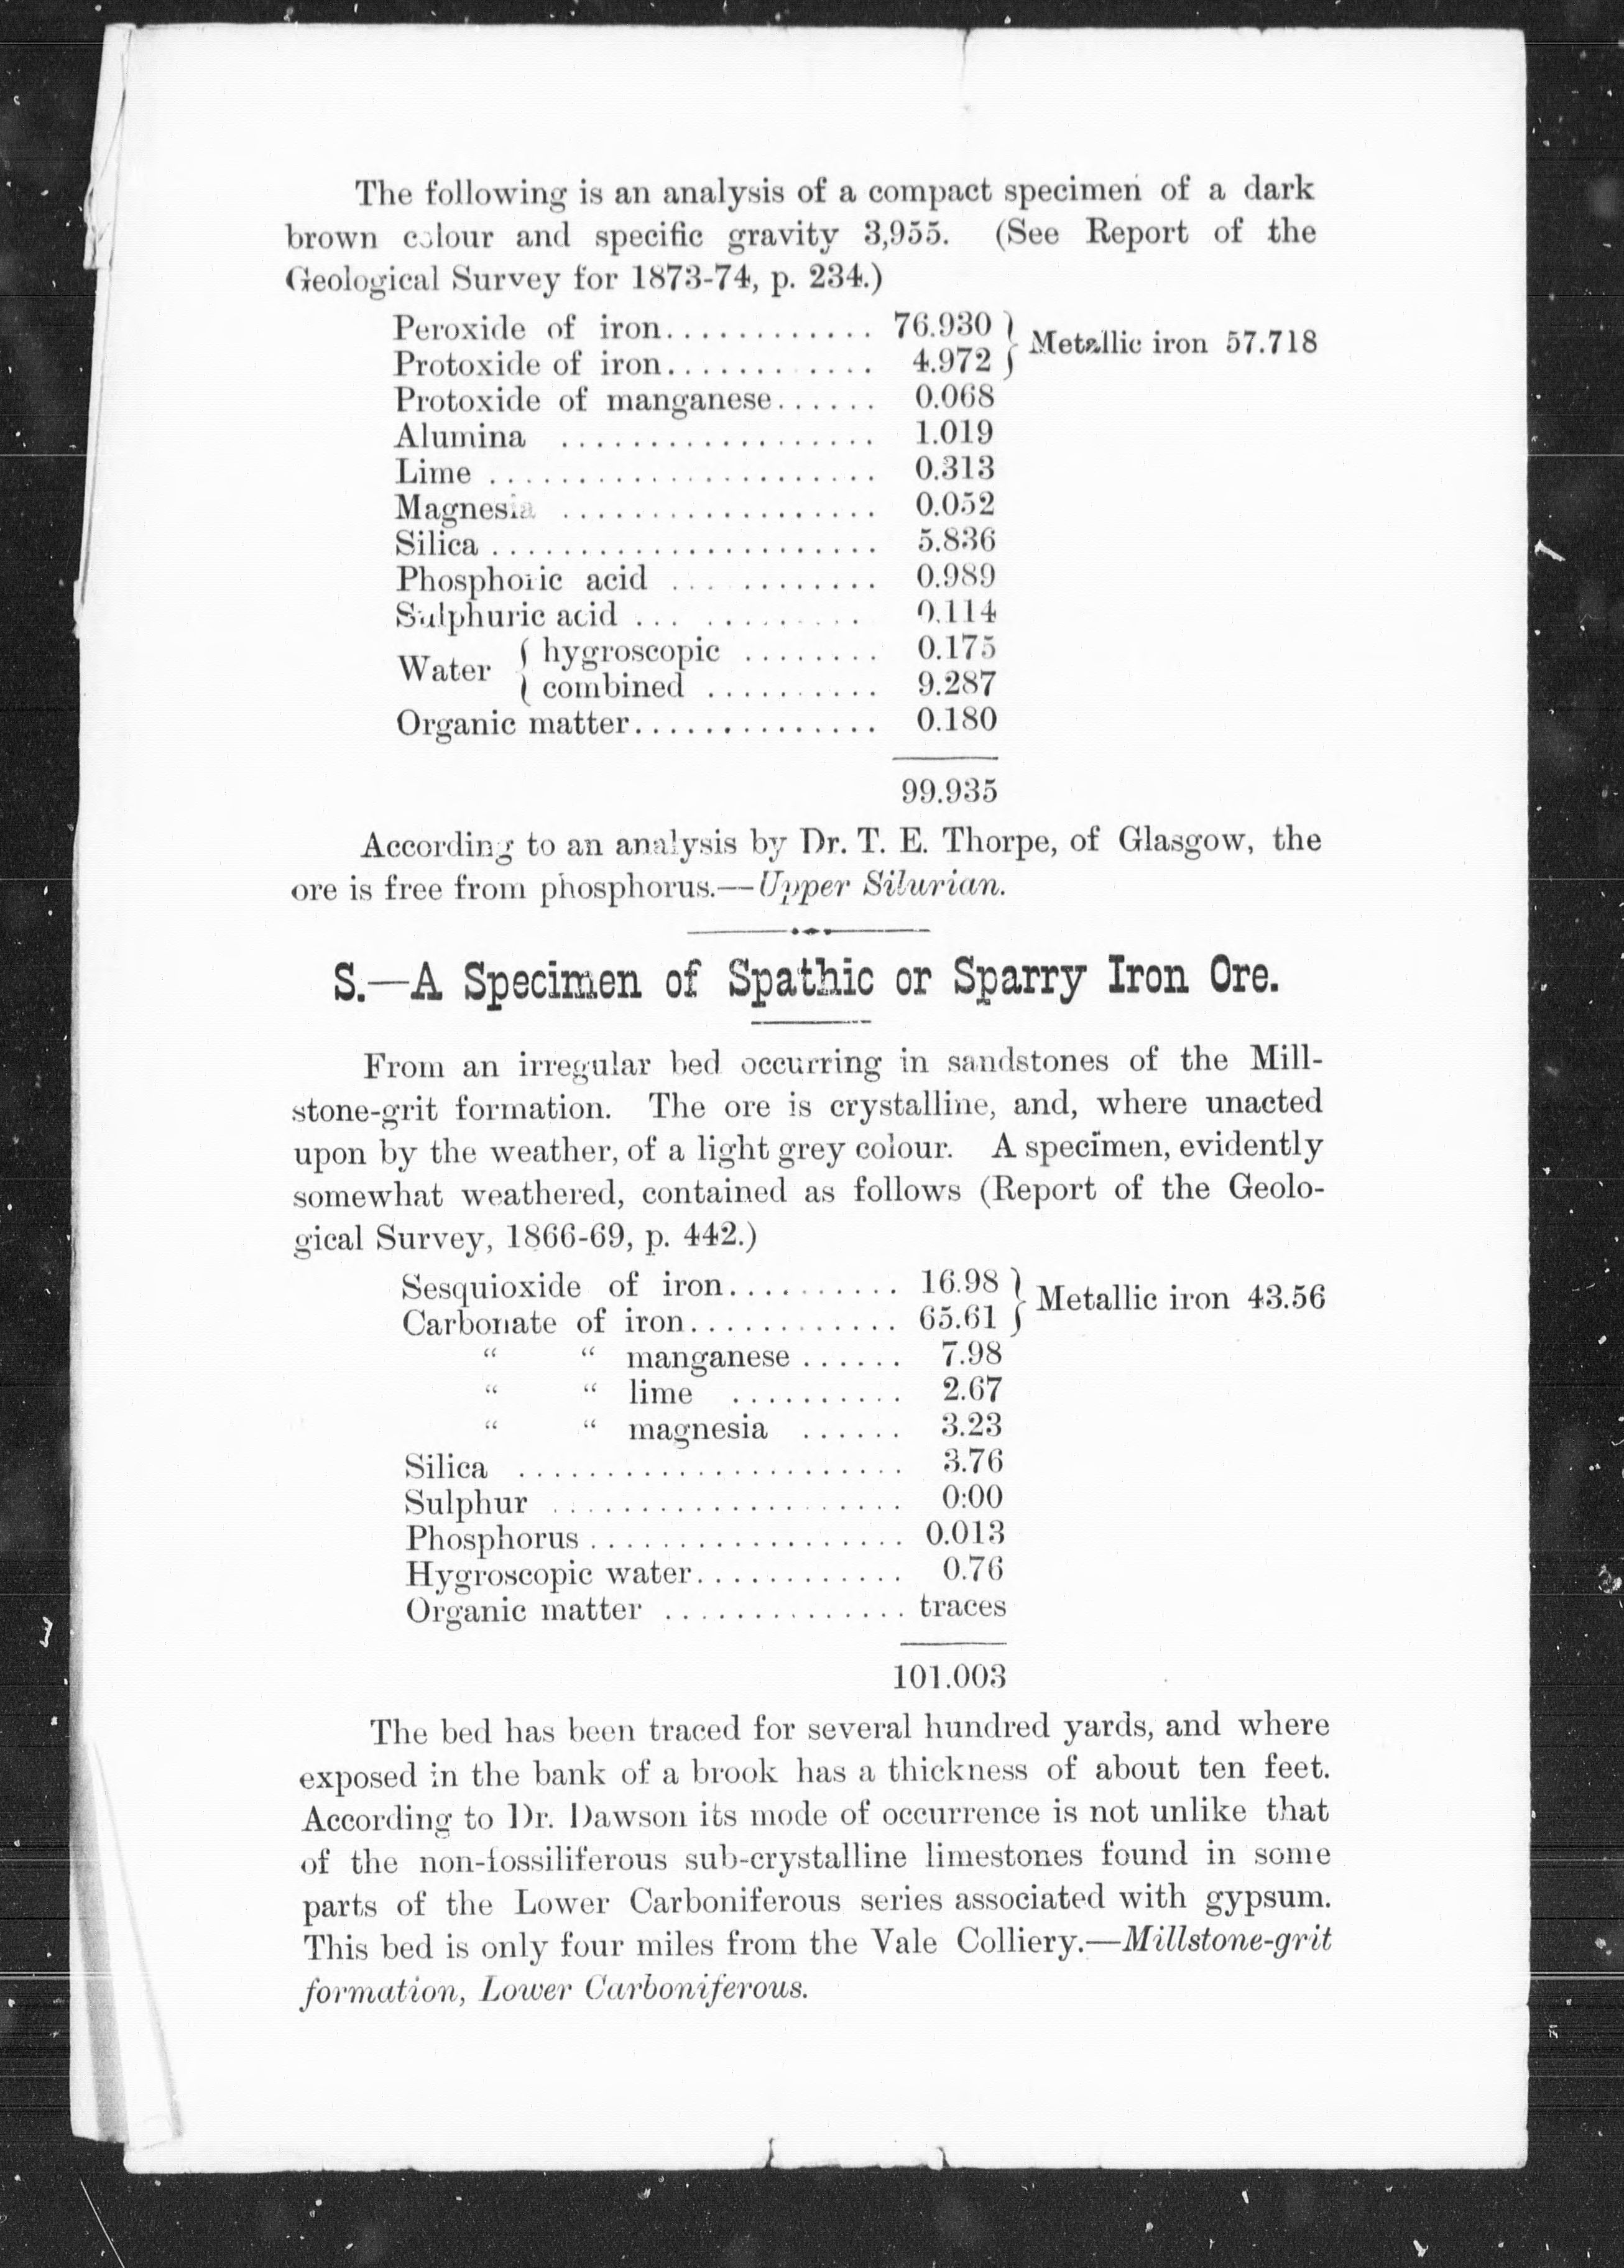 The following is an analysis of a compact specimen of a dark
brown colour and specific gravity 3,955. (See Report of the
Geological Survey for 1873-74, p. 234.)
Peroxide of iron............ 76.930 } Metallic iron 57.718
Protoxide of iron............ 4.972 }
Protoxide of manganese...... 0.068
Alumina .................. 1.019
Lime ...................... 0.313
Magnesia .................. 0.052
Silica ...................... 5.836
Phosphoric acid ............ 0.989
Sulphuric acid ... ......... 0.114
Water { hygroscopic ........ 0.175
{ combined .......... 9.287
Organic matter.............. 0.180
99.935
According to an analysis by Dr. T. E. Thorpe, of Glasgow, the
ore is free from phosphorus.—Upper Silurian.
S.—A Specimen of Spathic or Sparry Iron Ore.
From an irregular bed occurring in sandstones of the Mill-
stone-grit formation. The ore is crystalline, and, where unacted
upon by the weather, of a light grey colour. A specimen, evidently
somewhat weathered, contained as follows (Report of the Geolo-
gical Survey, 1866-69, p. 442.)
Sesquioxide of iron.......... 16.98 } Metallic iron 43.56
Carbonate of iron............ 65.61 }
“ “ manganese ...... 7.98
“ “ lime .......... 2.67
“ “ magnesia ...... 3.23
Silica ...................... 3.76
Sulphur .................... 0:00
Phosphorus .................. 0.013
Hygroscopic water............ 0.76
Organic matter .............. traces
101.003
The bed has been traced for several hundred yards, and where
exposed in the bank of a brook has a thickness of about ten feet.
According to Dr. Dawson its mode of occurrence is not unlike that
of the non-fossiliferous sub-crystalline limestones found in some
parts of the Lower Carboniferous series associated with gypsum.
This bed is only four miles from the Vale Colliery.—Millstone-grit
formation, Lower Carboniferous.